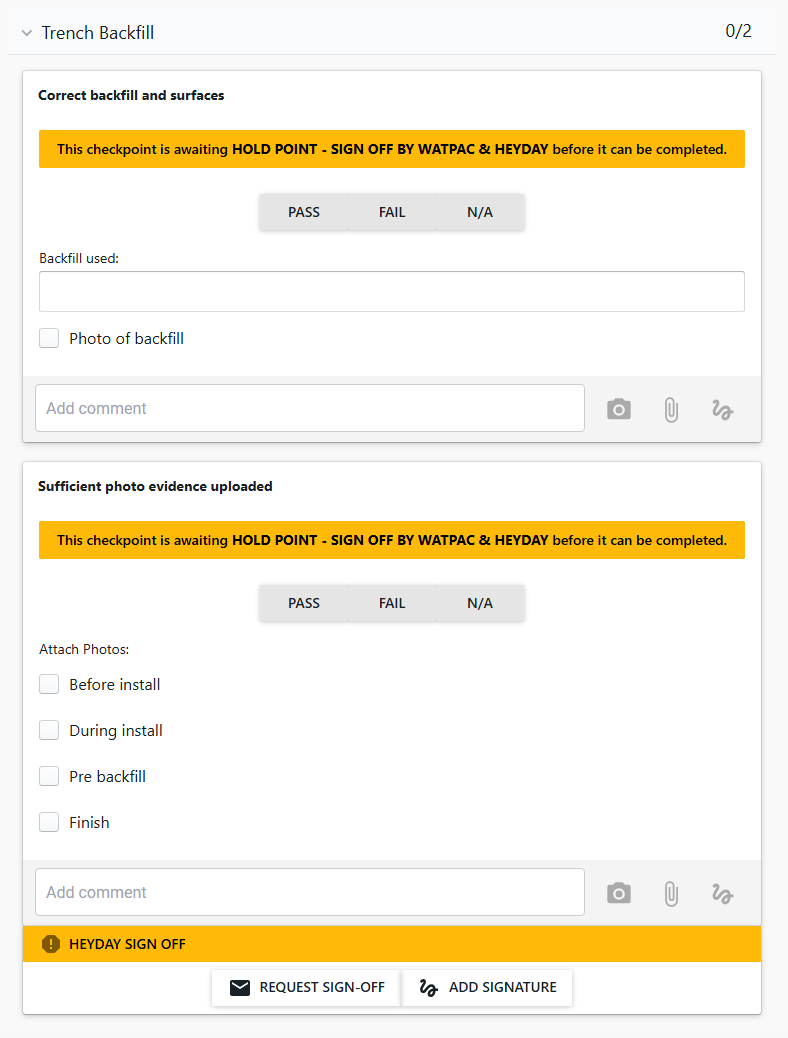 Trench Backfill 0/2
Correct backfill and surfaces
This checkpoint is awaiting HOLD POINT - SIGN OFF BY WATPAC & HEYDAY before it can be completed.
PASS FAIL N/A
Backfill used:
Photo of backfill
Add comment
Sufficient photo evidence uploaded
This checkpoint is awaiting HOLD POINT - SIGN OFF BY WATPAC & HEYDAY before it can be completed.
PASS FAIL N/A
Attach Photos:
Before install
During install
Pre backfill
Finish
Add comment
HEYDAY SIGN OFF
REQUEST SIGN-OFF ADD SIGNATURE